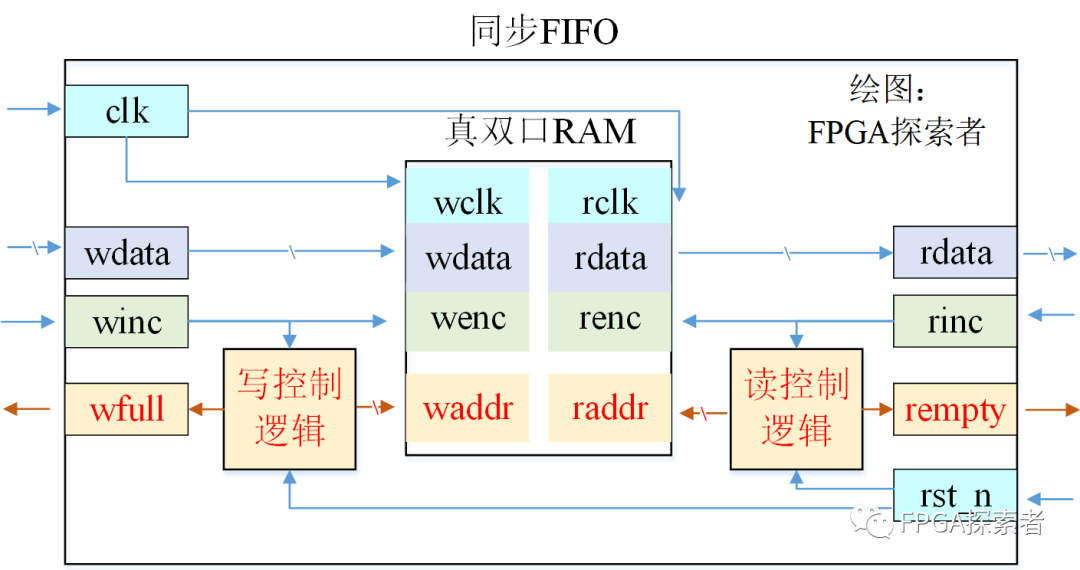 同步FIFO
clk
绘图：
FPGA探索者
真双口RAM
wclk
rclk
wdata
wdata
rdata
rdata
winc
wenc
renc
rinc
写控制
逻辑
读控制
逻辑
wfull
waddr
raddr
rempty
rst_n
FPGA探索者